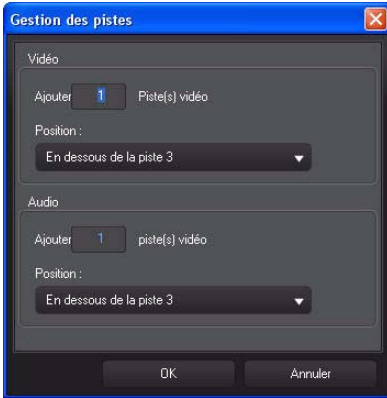 Gestion des pistes
Vidéo
Ajouter 1 Piste(s) vidéo
Position :
En dessous de la piste 3
Audio
Ajouter 1 piste(s) vidéo
Position :
En dessous de la piste 3
OK Annuler